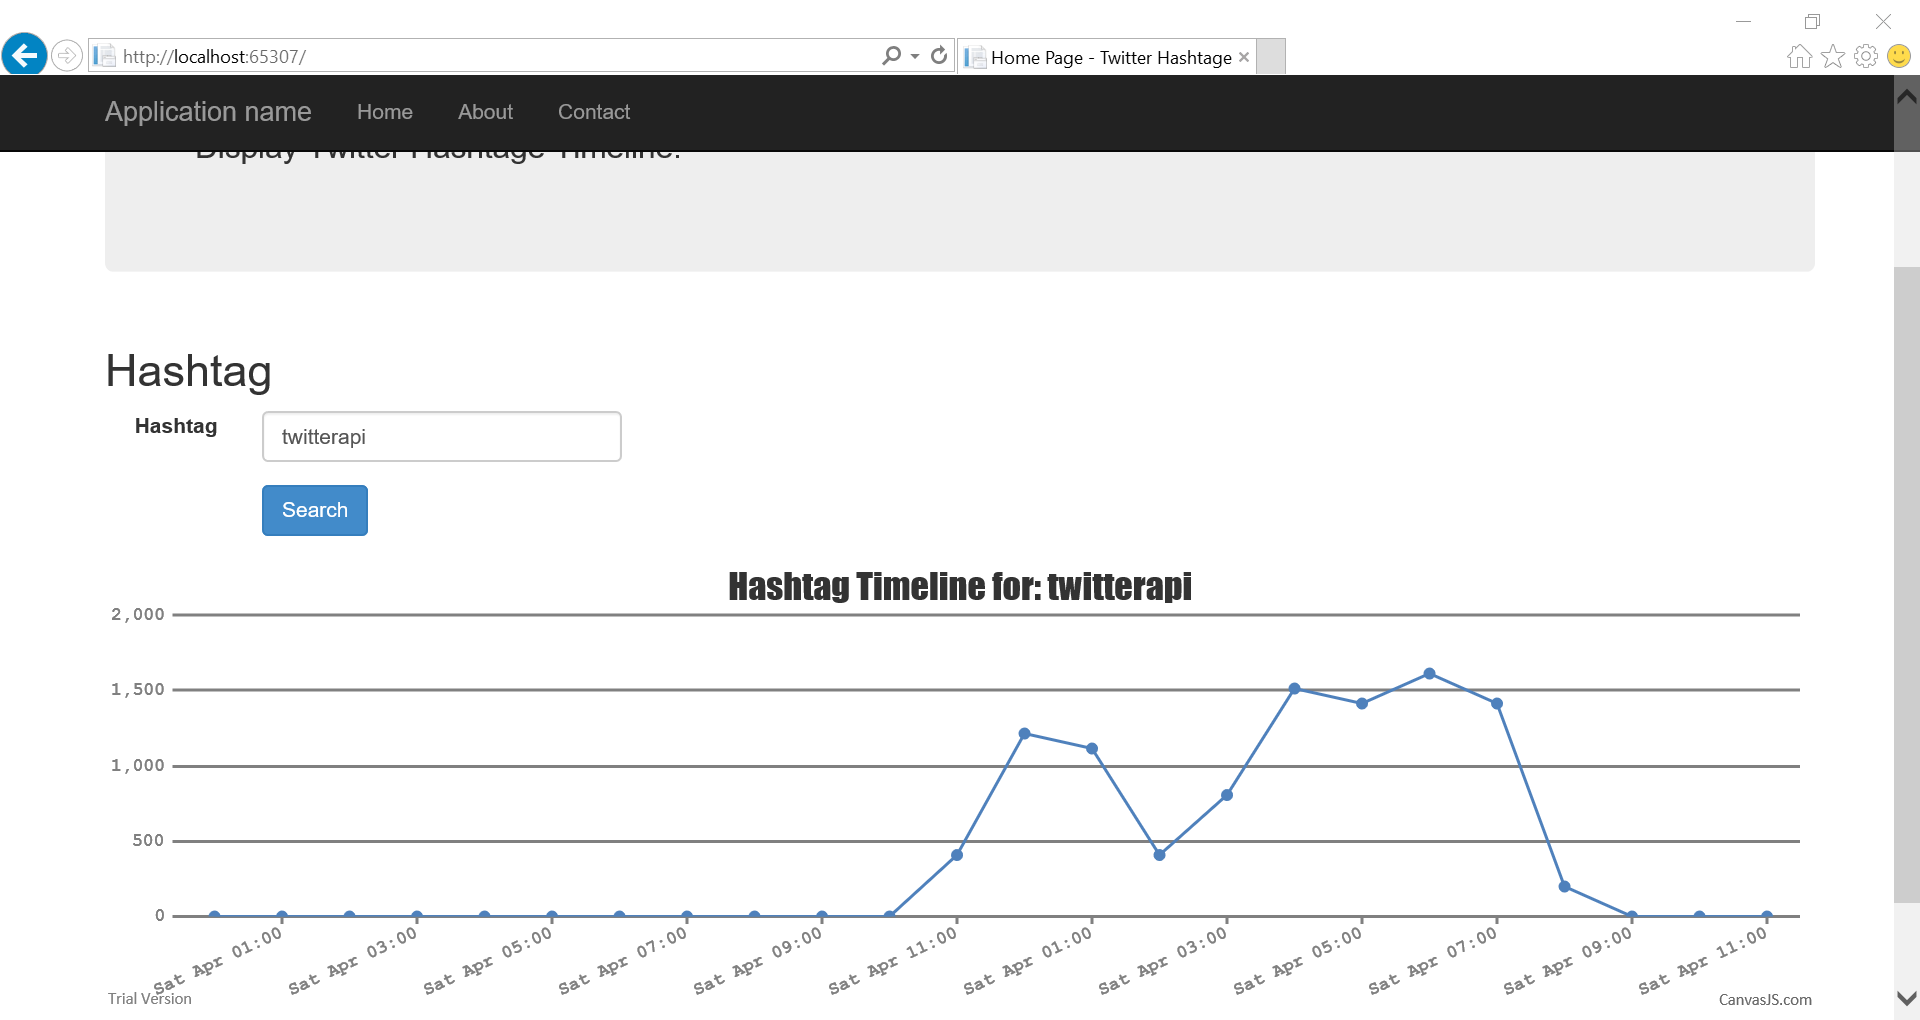 http://localhost:65307/
Home Page - Twitter Hashtage
Application name Home About Contact
Display Twitter Hashtage Timeline.
Hashtag
Hashtag twitterapi
Search
Hashtag Timeline for: twitterapi
2,000
1,500
1,000
500
0
Sat Apr 01:00 Sat Apr 03:00 Sat Apr 05:00 Sat Apr 07:00 Sat Apr 09:00 Sat Apr 11:00 Sat Apr 01:00 Sat Apr 03:00 Sat Apr 05:00 Sat Apr 07:00 Sat Apr 09:00 Sat Apr 11:00
Trial Version CanvasJS.com